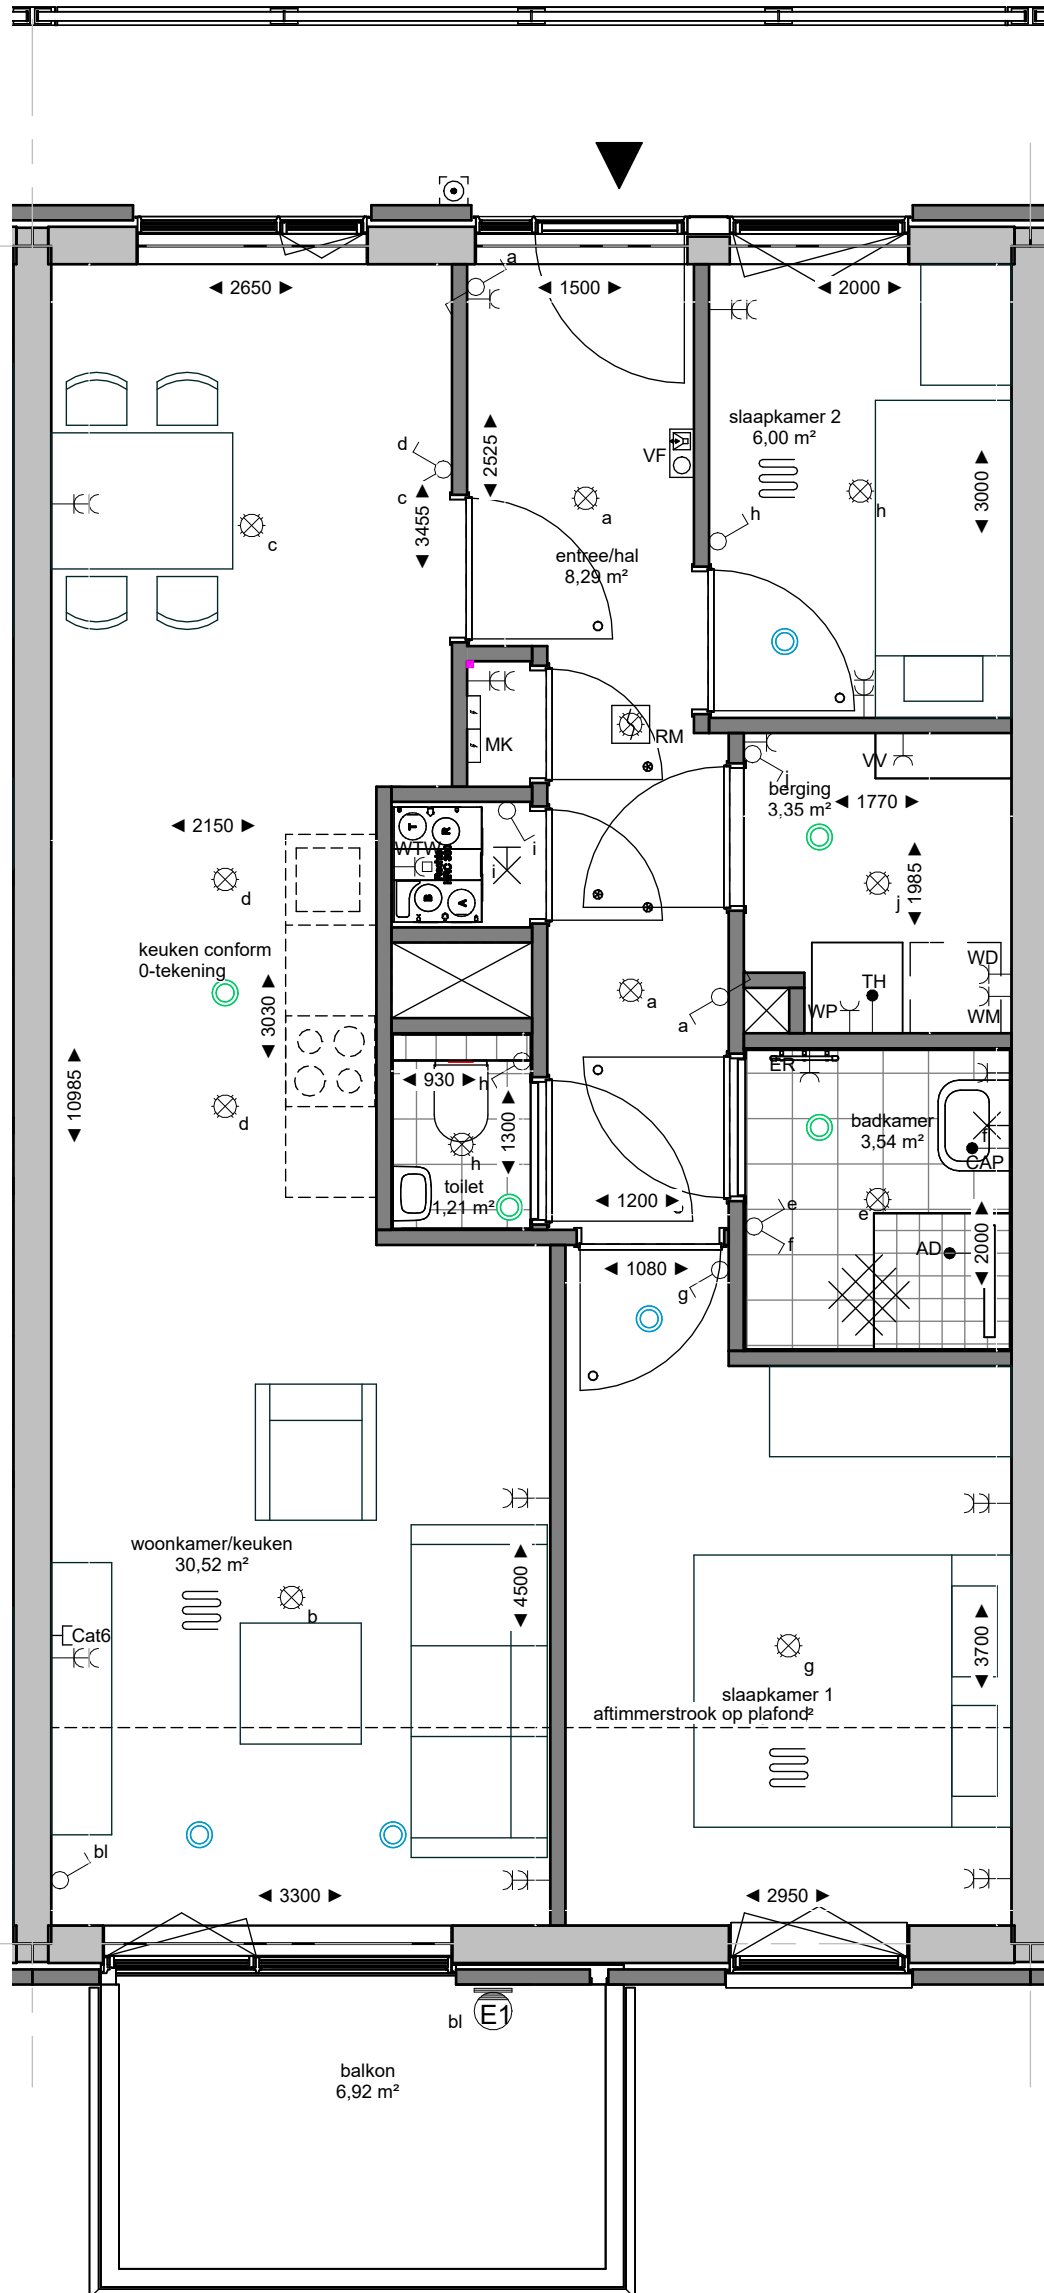 a
◄ 2650 ►
◄ 1500 ►
◄ 2000 ►
slaapkamer 2
6,00 m²
d
c
◄ 2525 ►
VF
◄ 3455 ►
◄ 3000 ►
h
a
h
c
entree/hal
8,29 m²
MK
RM
VV
j
berging
3,35 m²
◄ 1770 ►
◄ 2150 ►
T
R
WTW
i
i
B
A
◄ 1985 ►
d
j
keuken conform
0-tekening
WD
TH
WP
WM
a
a
◄ 3030 ►
◄ 10985 ►
ER
◄ 930 ►
h
◄ 1300 ►
badkamer
3,54 m²
f
CAP
d
h
toilet
1,21 m²
◄ 1200 ►
e
e
f
AD
◄ 2000 ►
◄ 1080 ►
g
woonkamer/keuken
30,52 m²
◄ 4500 ►
b
Cat6
◄ 3700 ►
g
slaapkamer 1
aftimmerstrook op plafond²
bl
◄ 3300 ►
◄ 2950 ►
bl
E1
balkon
6,92 m²